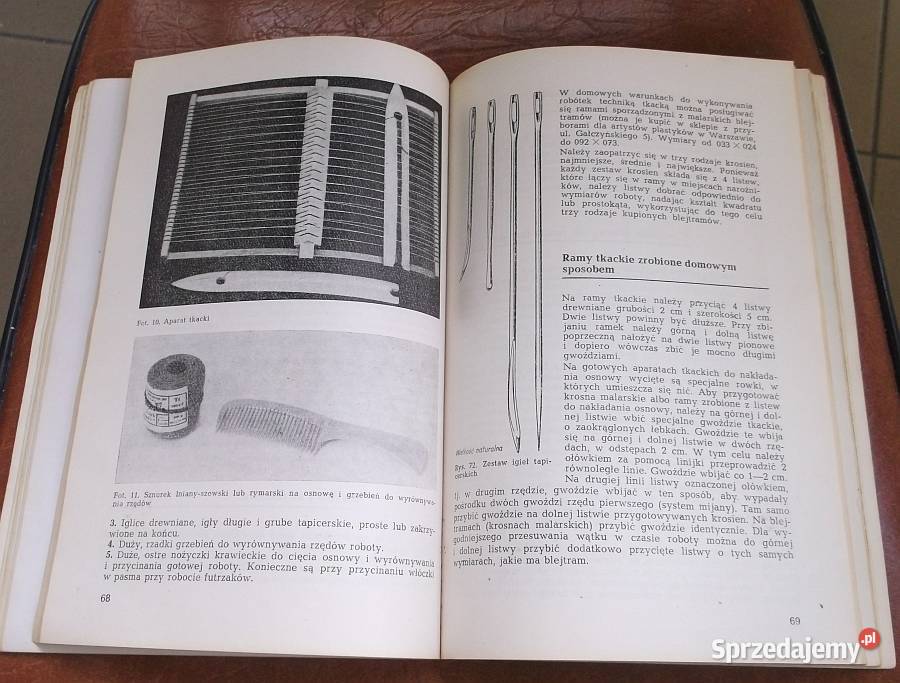 Fot. 10. Aparat tkacki
Fot. 11. Sznurek lniany-szewski lub rymarski na osnowę i grzebień do wyrównywa-
nia rzędów
3. Iglice drewniane, igły długie i grube tapicerskie, proste lub zakrzy-
wione na końcu.
4. Duży, rzadki grzebień do wyrównywania rzędów roboty.
5. Duże, ostre nożyczki krawieckie do cięcia osnowy i wyrównywania
i przycinania gotowej roboty. Konieczne są przy przycinaniu włóczki
w pasma przy robocie futrzaków.
68
Wielkość naturalna
Rys. 72. Zestaw igieł tapi-
cerskich
W domowych warunkach do wykonywania
robótek techniką tkacką można posługiwać
się ramami sporządzonymi z malarskich blej-
tramów (można je kupić w sklepie z przy-
borami dla artystów plastyków w Warszawie,
ul. Gałczyńskiego 5). Wymiary od 033 × 024
do 092 × 073.
Należy zaopatrzyć się w trzy rodzaje krosien,
najmniejsze, średnie i największe. Ponieważ
każdy zestaw krosien składa się z 4 listew,
które łączy się w ramy w miejscach narożni-
ków, należy listwy dobrać odpowiednio do
wymiarów roboty, nadając kształt kwadratu
lub prostokąta, wykorzystując do tego celu
trzy rodzaje kupionych blejtramów.
Ramy tkackie zrobione domowym
sposobem
Na ramy tkackie należy przyciąć 4 listwy
drewniane grubości 2 cm i szerokości 5 cm.
Dwie listwy powinny być dłuższe. Przy zbi-
janiu ramek należy górną i dolną listwę
poprzeczną nałożyć na dwie listwy pionowe
i dopiero wówczas zbić je mocno długimi
gwoździami.
Na gotowych aparatach tkackich do nakłada-
nia osnowy wycięte są specjalne rowki, w
których umieszcza się nić. Aby przygotować
krosna malarskie albo ramy zrobione z listew
do nakładania osnowy, należy na górnej i dol-
nej listwie wbić specjalne gwoździe tkackie,
o zaokrąglonych łebkach. Gwoździe te wbija
się na górnej i dolnej listwie w dwóch rzę-
dach, w odstępach 2 cm. W tym celu należy
ołówkiem za pomocą linijki przeprowadzić 2
równoległe linie. Gwoździe wbijać co 1—2 cm.
Na drugiej linii listwy oznaczonej ołówkiem,
tj. w drugim rzędzie, gwoździe wbijać w ten sposób, aby wypadały
pośrodku dwóch gwoździ rzędu pierwszego (system mijany). Tam samo
przybić gwoździe na dolnej listwie przygotowywanych krosien. Na blej-
tramach (krosnach malarskich) przybić gwoździe identycznie. Dla wy-
godniejszego przesuwania wątku w czasie roboty można do górnej
i dolnej listwy przybić dodatkowo przycięte listwy o tych samych
wymiarach, jakie ma blejtram.
69
Sprzedajemy.pl